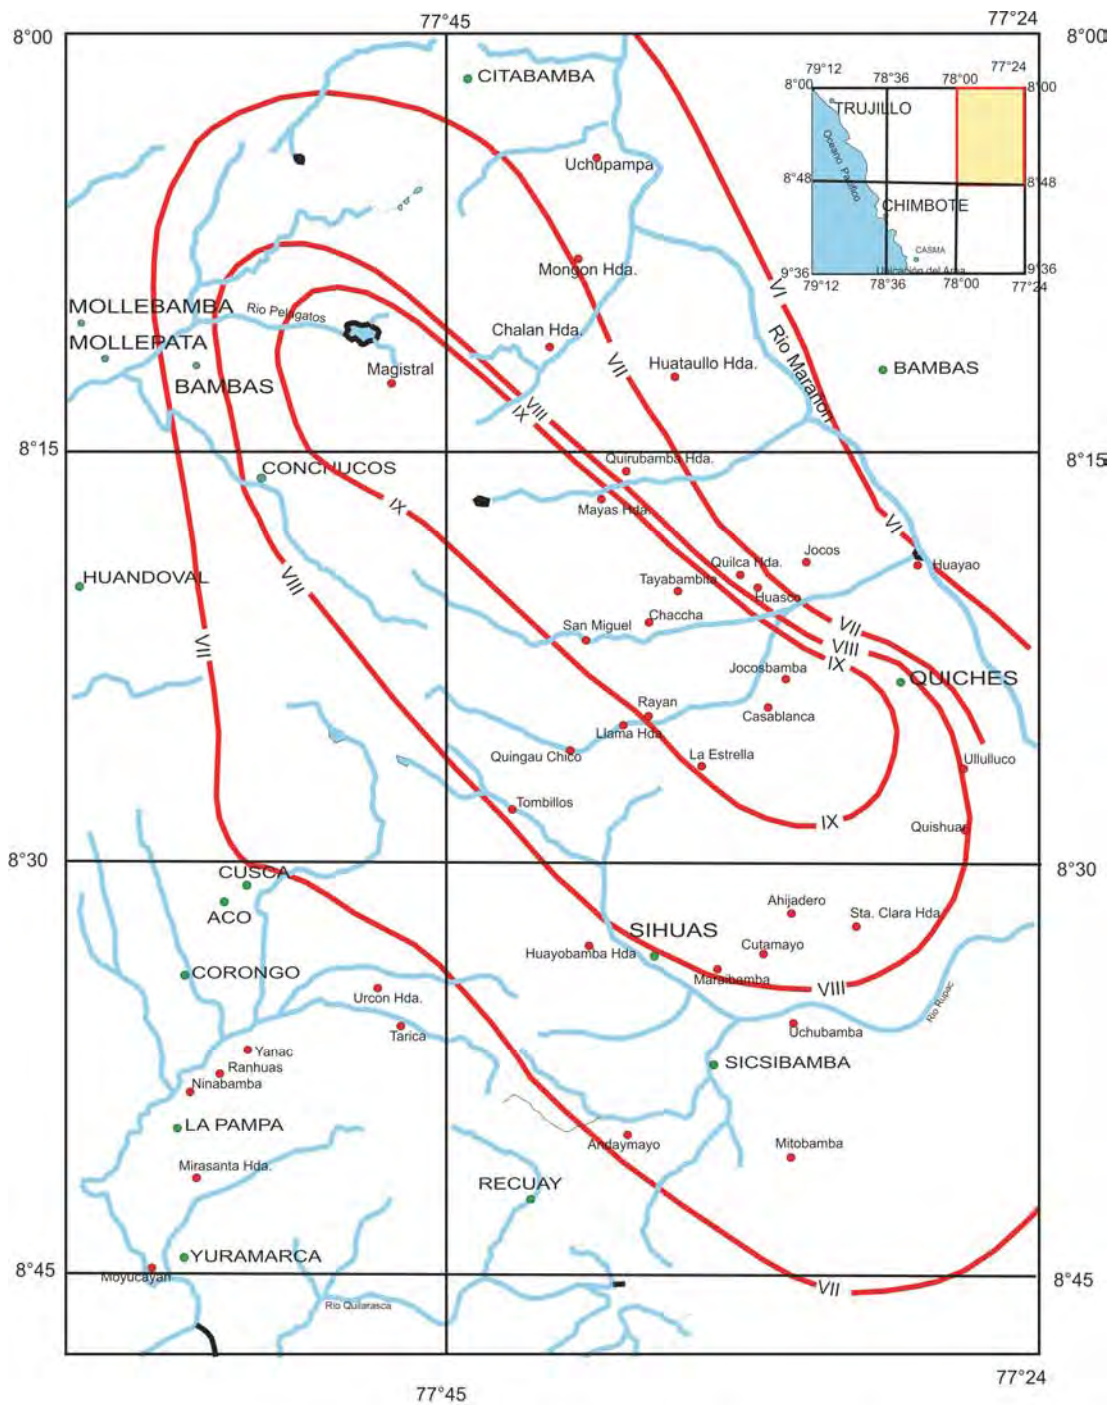 77°45
77°24
8°00
8°00
CITABAMBA
79°12
78°36
78°00
77°24
8°00
8°00
TRUJILLO
Oceano Pacifico
8°48
8°48
CHIMBOTE
CASMA
9°36
Ubicación del Area
9°36
79°12
78°36
78°00
77°24
Uchupampa
Mongon Hda.
VI
MOLLEBAMBA
Rio Pelagatos
Chalan Hda.
Rio Marañon
MOLLEPATA
Magistral
VII
Huataullo Hda.
BAMBAS
BAMBAS
VIII
IX
8°15
8°15
CONCHUCOS
Quirubamba Hda.
IX
Mayas Hda.
VI
Jocos
HUANDOVAL
VIII
Quilca Hda.
Huayao
Tayabambita
Huasco
Chaccha
VII
San Miguel
VII
VIII
IX
Jocosbamba
QUICHES
Rayan
Casablanca
Llama Hda.
Quingau Chico
La Estrella
Ullulluco
Tombillos
IX
Quishuar
8°30
8°30
CUSCA
ACO
Ahijadero
Sta. Clara Hda
SIHUAS
Huayobamba Hda
Cutamayo
CORONGO
Maraibamba
VIII
Urcon Hda.
Rio Rupac
Tarica
Uchubamba
Yanac
Ranhuas
SICSIBAMBA
Ninabamba
LA PAMPA
Andaymayo
Mitobamba
Mirasanta Hda.
RECUAY
YURAMARCA
8°45
Moyucayan
8°45
VII
Rio Quilarasca
77°45
77°24